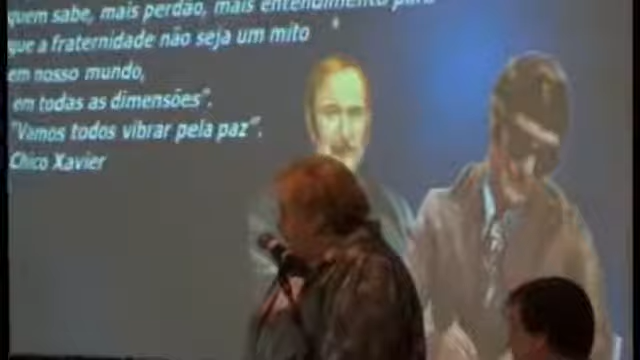 quem sabe, mais perdão, mais entendimento para
que a fraternidade não seja um mito
em nosso mundo,
em todas as dimensões”.
"Vamos todos vibrar pela paz".
Chico Xavier